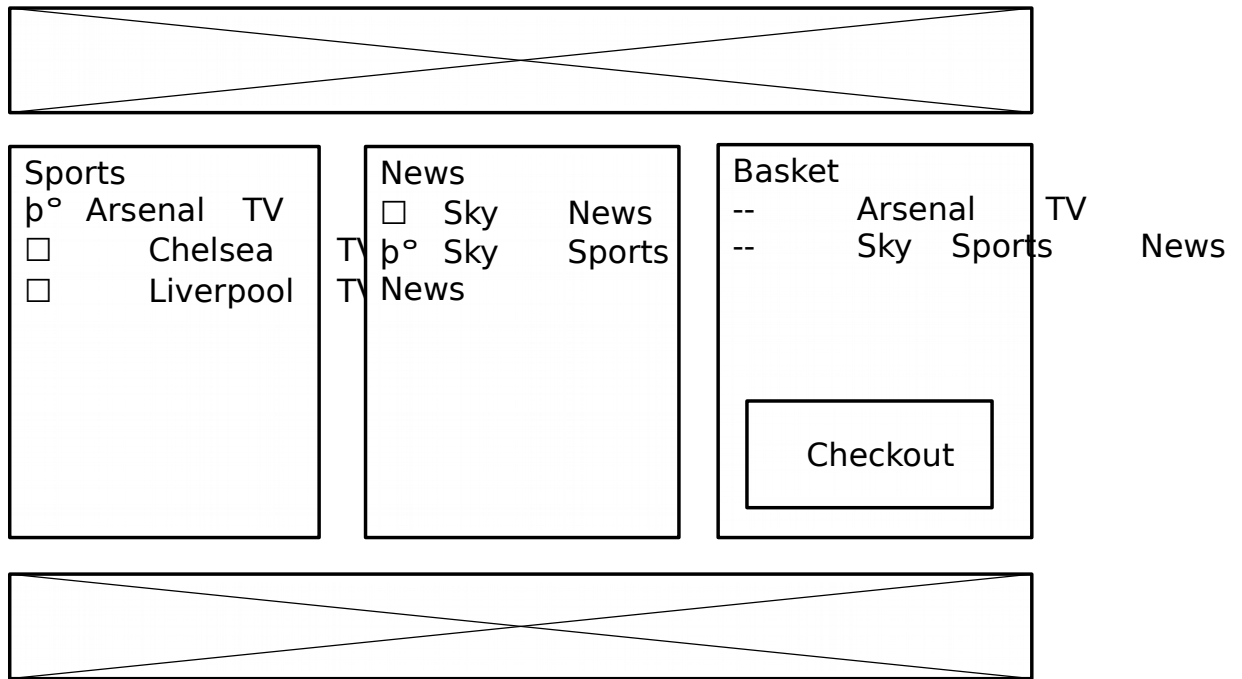 Sports
þ° Arsenal TV
☐ Chelsea TV
☐ Liverpool TV
News
☐ Sky News
þ° Sky Sports
News
Basket
-- Arsenal TV
-- Sky Sports News
Checkout